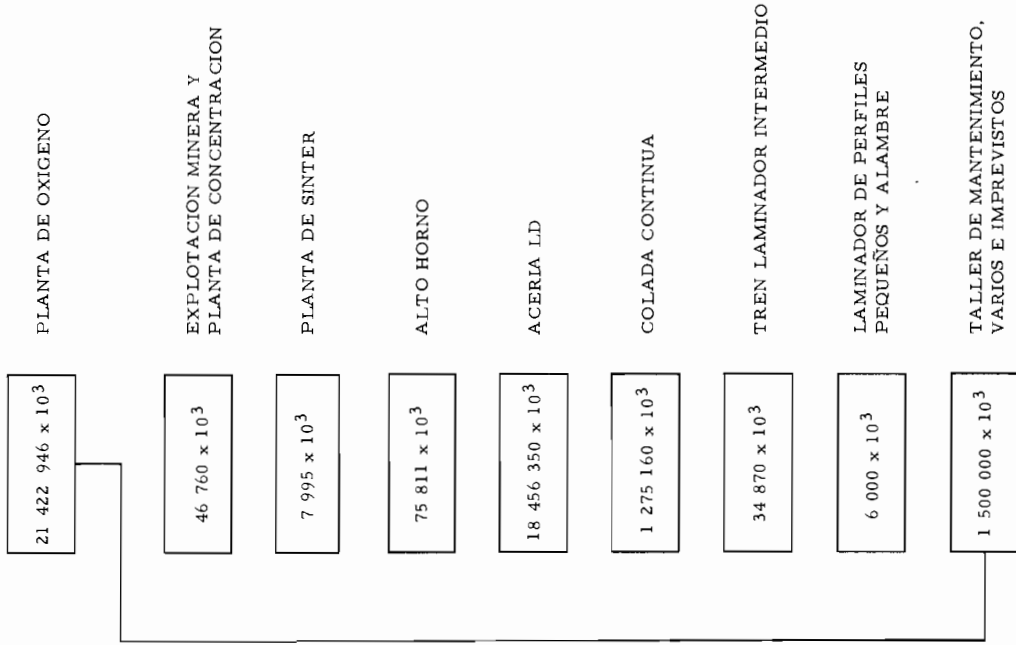 21 422 946 x 10³
PLANTA DE OXIGENO
46 760 x 10³
EXPLOTACION MINERA Y
PLANTA DE CONCENTRACION
7 995 x 10³
PLANTA DE SINTER
75 811 x 10³
ALTO HORNO
18 456 350 x 10³
ACERIA LD
1 275 160 x 10³
COLADA CONTINUA
34 870 x 10³
TREN LAMINADOR INTERMEDIO
6 000 x 10³
LAMINADOR DE PERFILES
PEQUEÑOS Y ALAMBRE
1 500 000 x 10³
TALLER DE MANTENIMIENTO,
VARIOS E IMPREVISTOS